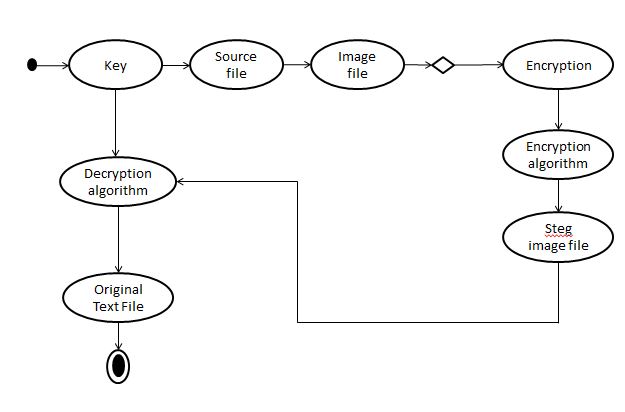 Key
Source
file
Image
file
Encryption
Encryption
algorithm
Steg
image file
Decryption
algorithm
Original
Text File